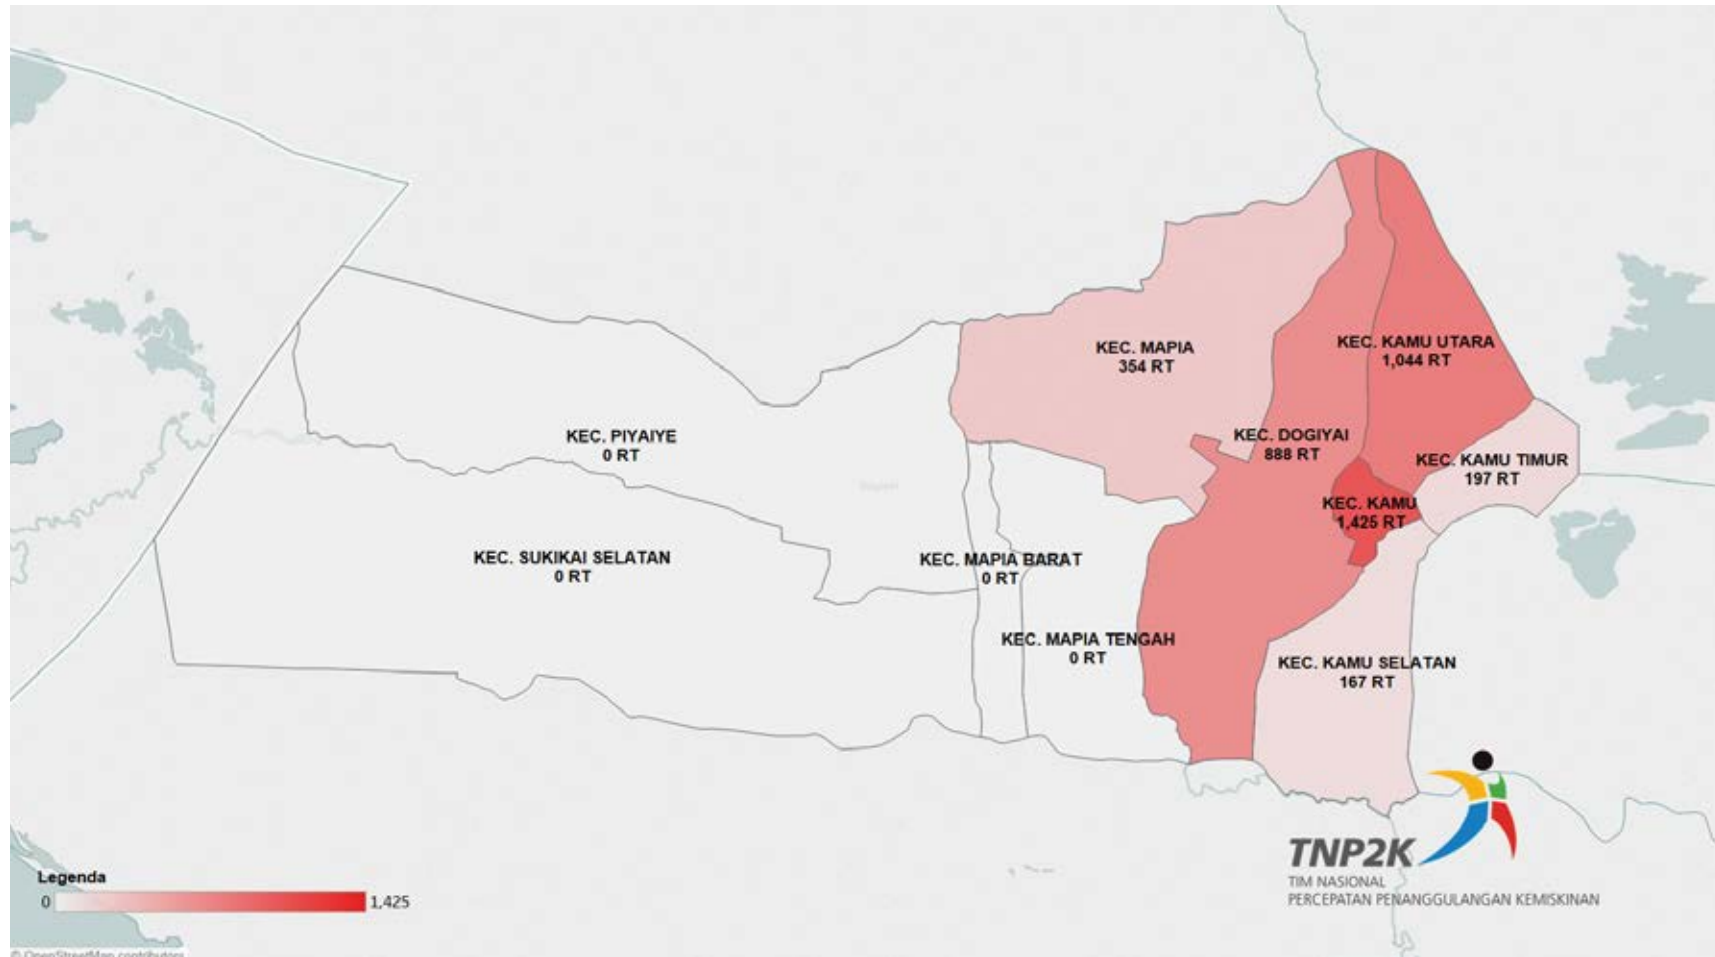 KEC. MAPIA
354 RT
KEC. KAMU UTARA
1,044 RT
KEC. PIYAIYE
0 RT
KEC. DOGIYAI
888 RT
KEC. KAMU TIMUR
197 RT
KEC. KAMU
1,425 RT
KEC. SUKIKAI SELATAN
0 RT
KEC. MAPIA BARAT
0 RT
KEC. MAPIA TENGAH
0 RT
KEC. KAMU SELATAN
167 RT
TNP2K
TIM NASIONAL
PERCEPATAN PENANGGULANGAN KEMISKINAN
Legenda
0 1,425
© OpenStreetMap contributors